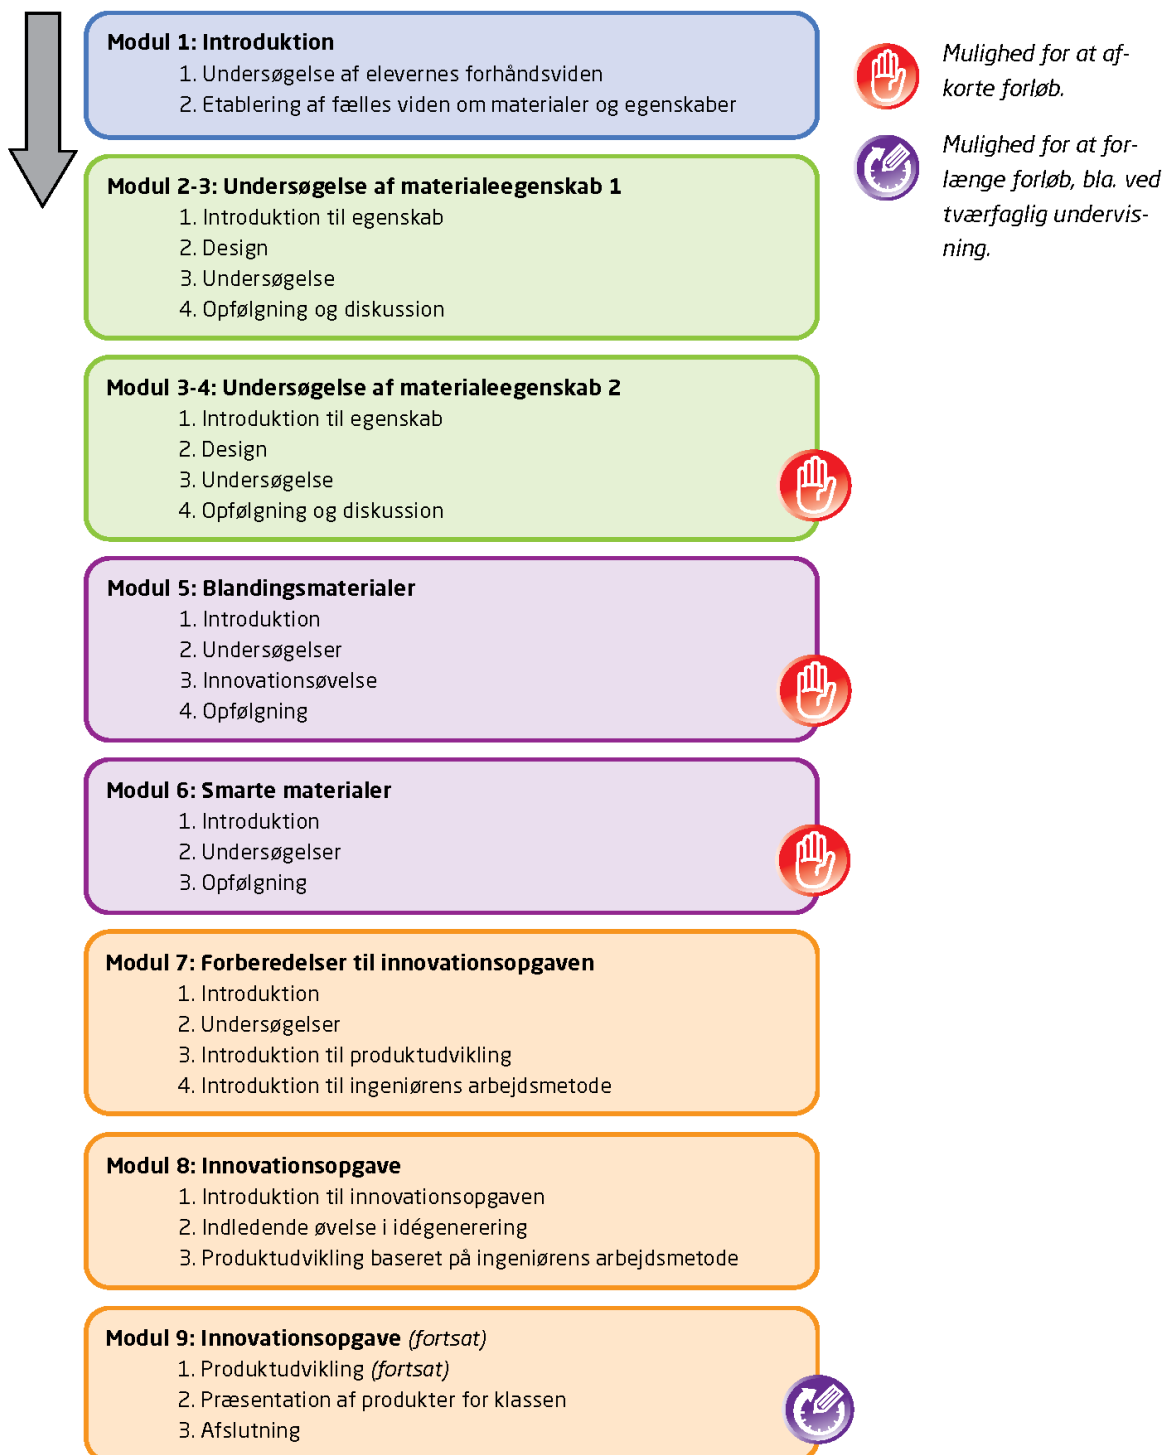 Modul 1: Introduktion
1. Undersøgelse af elevernes forhåndsviden
2. Etablering af fælles viden om materialer og egenskaber
Mulighed for at af-
korte forløb.
Mulighed for at for-
længe forløb, bla. ved
tværfaglig undervis-
ning.
Modul 2-3: Undersøgelse af materialeegenskab 1
1. Introduktion til egenskab
2. Design
3. Undersøgelse
4. Opfølgning og diskussion
Modul 3-4: Undersøgelse af materialeegenskab 2
1. Introduktion til egenskab
2. Design
3. Undersøgelse
4. Opfølgning og diskussion
Modul 5: Blandingsmaterialer
1. Introduktion
2. Undersøgelser
3. Innovationsøvelse
4. Opfølgning
Modul 6: Smarte materialer
1. Introduktion
2. Undersøgelser
3. Opfølgning
Modul 7: Forberedelser til innovationsopgaven
1. Introduktion
2. Undersøgelser
3. Introduktion til produktudvikling
4. Introduktion til ingeniørens arbejdsmetode
Modul 8: Innovationsopgave
1. Introduktion til innovationsopgaven
2. Indledende øvelse i idégenerering
3. Produktudvikling baseret på ingeniørens arbejdsmetode
Modul 9: Innovationsopgave (fortsat)
1. Produktudvikling (fortsat)
2. Præsentation af produkter for klassen
3. Afslutning